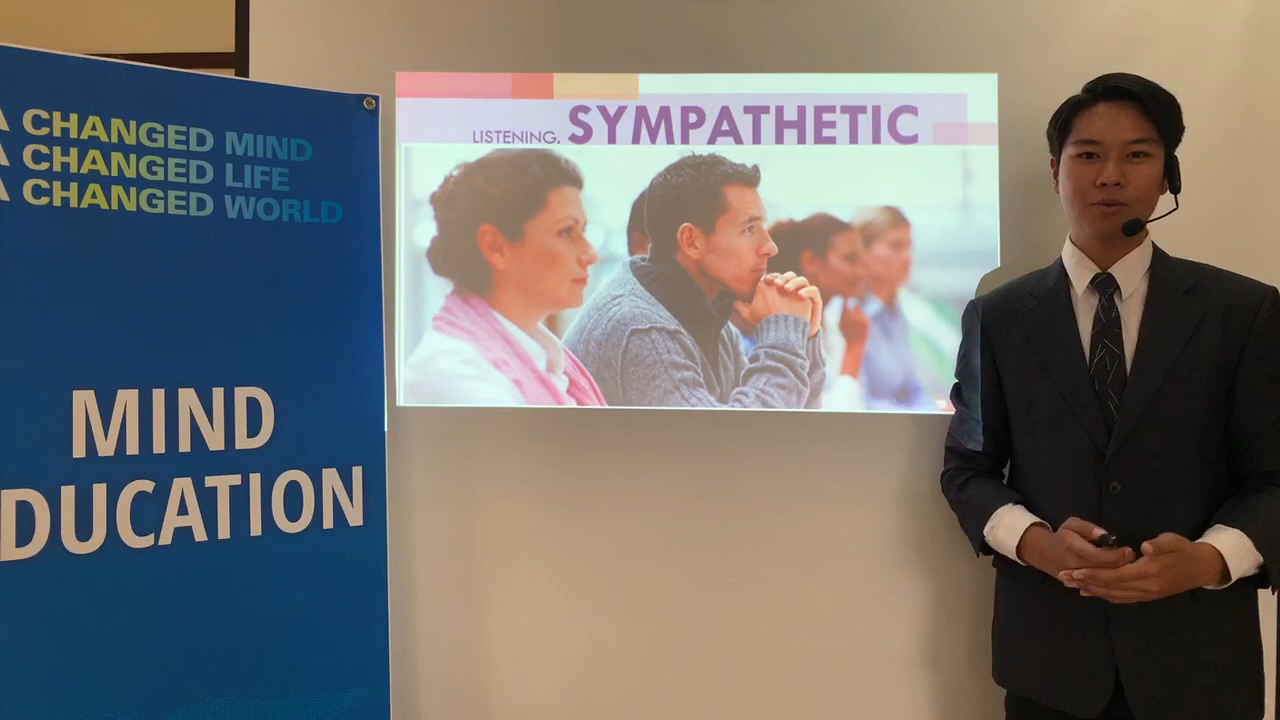 A CHANGED MIND
A CHANGED LIFE
A CHANGED WORLD
MIND
DUCATION
LISTENING. SYMPATHETIC